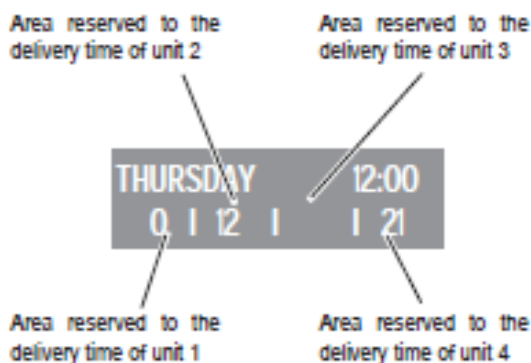 Area reserved to the
delivery time of unit 2
Area reserved to the
delivery time of unit 3
THURSDAY 12:00
0 | 12 | | 21
Area reserved to the
delivery time of unit 1
Area reserved to the
delivery time of unit 4